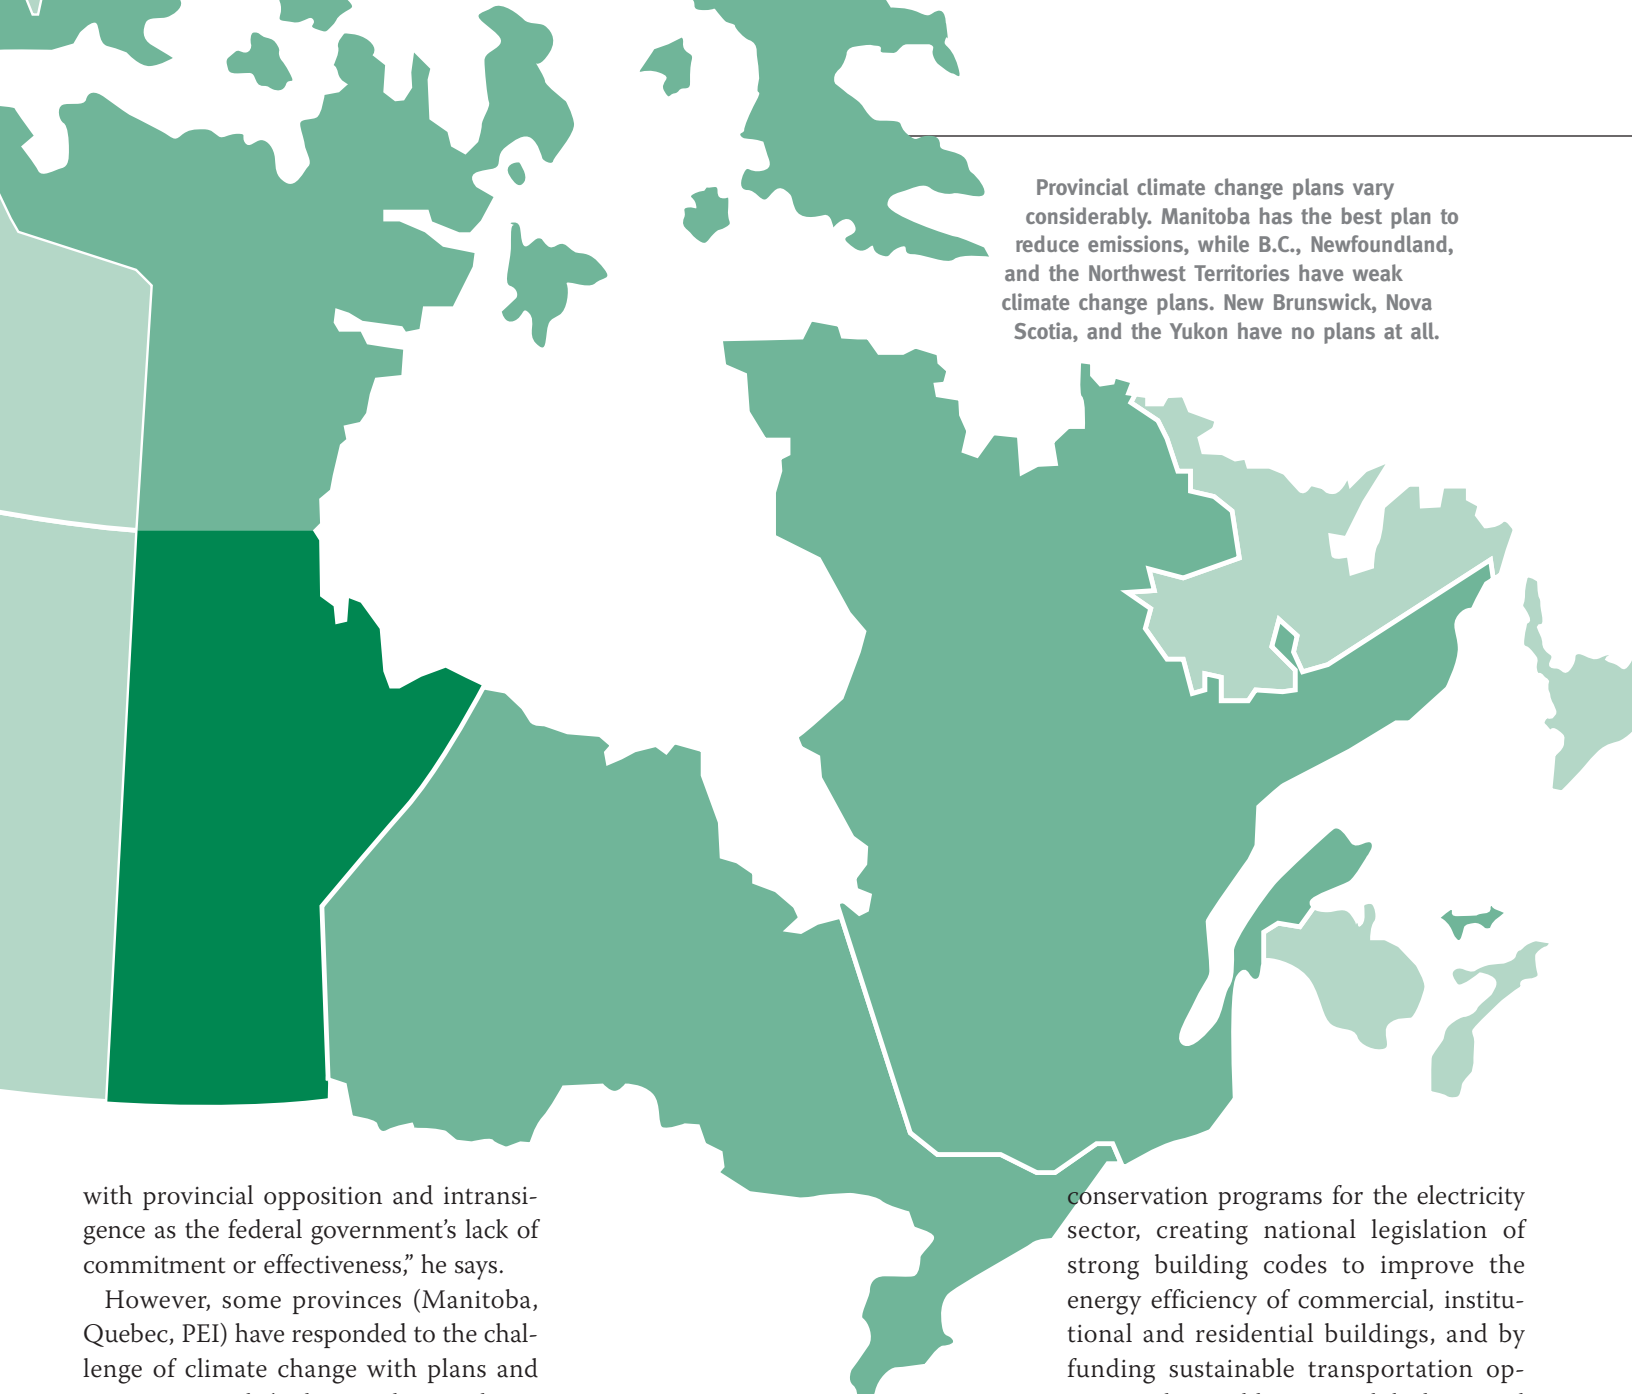 Provincial climate change plans vary
considerably. Manitoba has the best plan to
reduce emissions, while B.C., Newfoundland,
and the Northwest Territories have weak
climate change plans. New Brunswick, Nova
Scotia, and the Yukon have no plans at all.
with provincial opposition and intransi-
gence as the federal government’s lack of
commitment or effectiveness,” he says.
However, some provinces (Manitoba,
Quebec, PEI) have responded to the chal-
lenge of climate change with plans and
conservation programs for the electricity
sector, creating national legislation of
strong building codes to improve the
energy efficiency of commercial, institu-
tional and residential buildings, and by
funding sustainable transportation op-